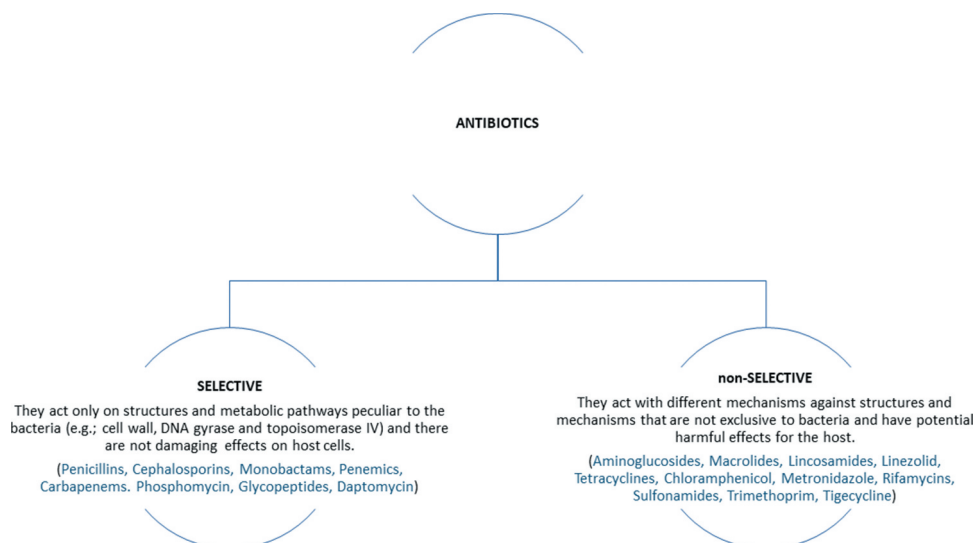 ANTIBIOTICS
SELECTIVE
They act only on structures and metabolic pathways peculiar to the
bacteria (e.g.; cell wall, DNA gyrase and topoisomerase IV) and there
are not damaging effects on host cells.
(Penicillins, Cephalosporins, Monobactams, Penemics,
Carbapenems. Phosphomycin, Glycopeptides, Daptomycin)
non-SELECTIVE
They act with different mechanisms against structures and
mechanisms that are not exclusive to bacteria and have potential
harmful effects for the host.
(Aminoglucosides, Macrolides, Lincosamides, Linezolid,
Tetracyclines, Chloramphenicol, Metronidazole, Rifamycins,
Sulfonamides, Trimethoprim, Tigecycline)